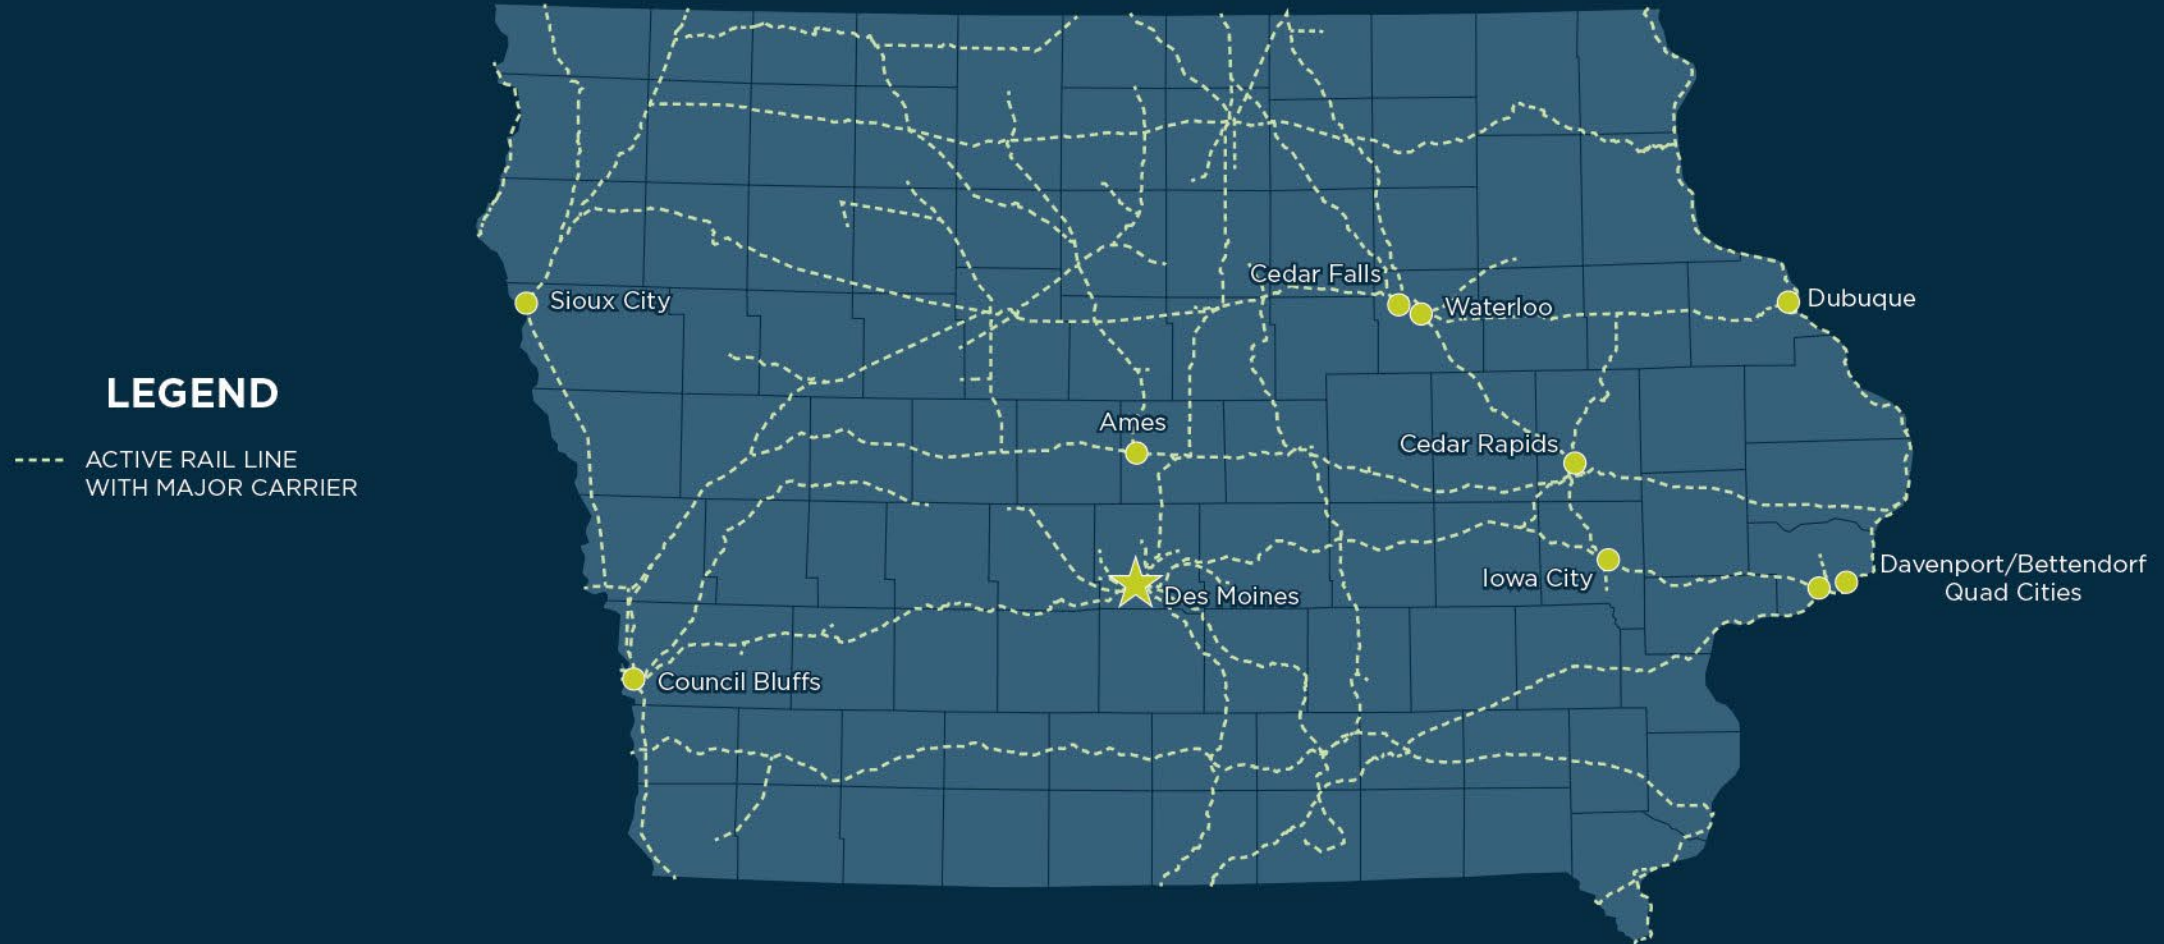 LEGEND
ACTIVE RAIL LINE
WITH MAJOR CARRIER
Cedar Falls
Sioux City
Waterloo
Dubuque
Ames
Cedar Rapids
Iowa City
Davenport/Bettendorf
Quad Cities
Des Moines
Council Bluffs